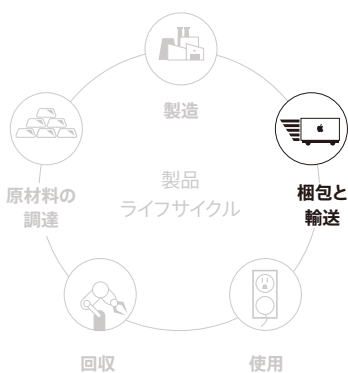 製造
梱包と
輸送
原材料の
調達
製品
ライフサイクル
回収
使用